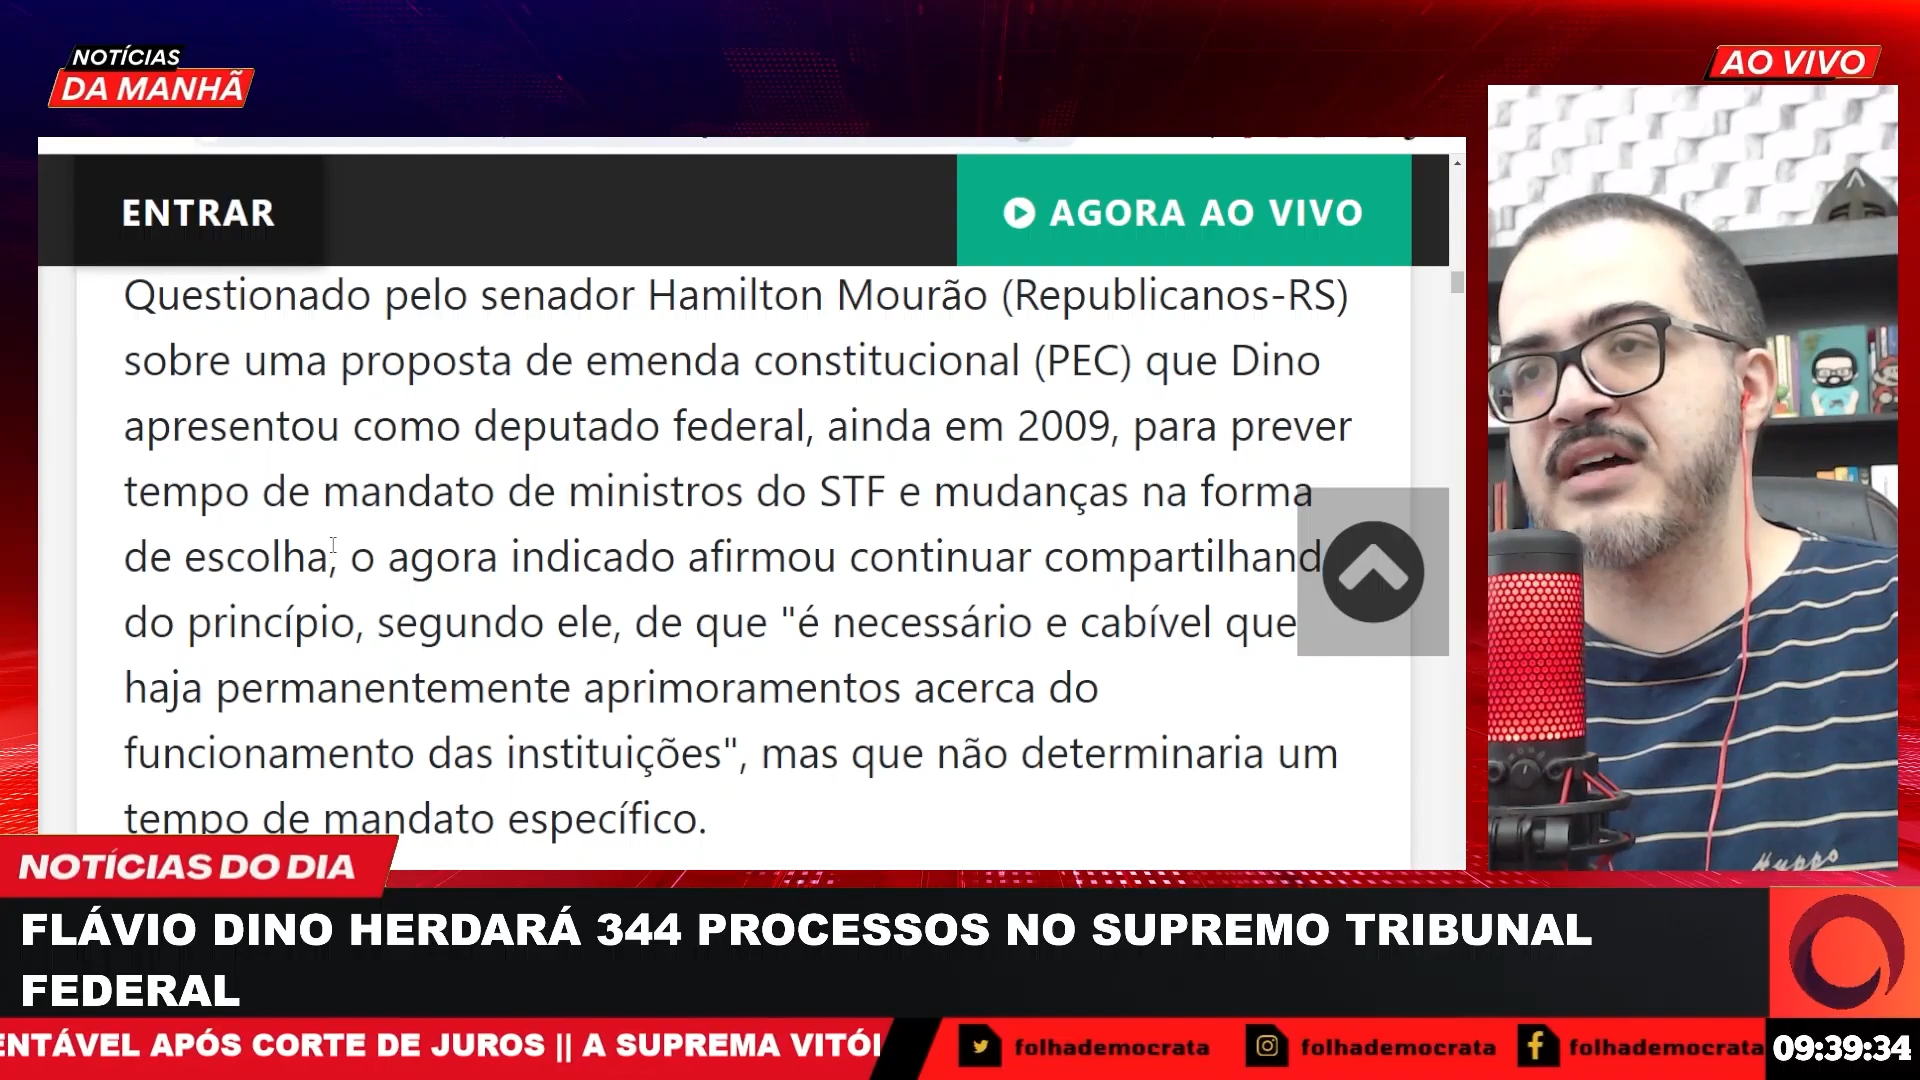 NOTÍCIAS
DA MANHÃ
AO VIVO
ENTRAR
AGORA AO VIVO
Questionado pelo senador Hamilton Mourão (Republicanos-RS)
sobre uma proposta de emenda constitucional (PEC) que Dino
apresentou como deputado federal, ainda em 2009, para prever
tempo de mandato de ministros do STF e mudanças na forma
de escolha, o agora indicado afirmou continuar compartilhand
do princípio, segundo ele, de que "é necessário e cabível que
haja permanentemente aprimoramentos acerca do
funcionamento das instituições", mas que não determinaria um
tempo de mandato específico.
NOTÍCIAS DO DIA
FLÁVIO DINO HERDARÁ 344 PROCESSOS NO SUPREMO TRIBUNAL
FEDERAL
ENTÁVEL APÓS CORTE DE JUROS || A SUPREMA VITÓI
folhademocrata
folhademocrata
folhademocrata
09:39:34